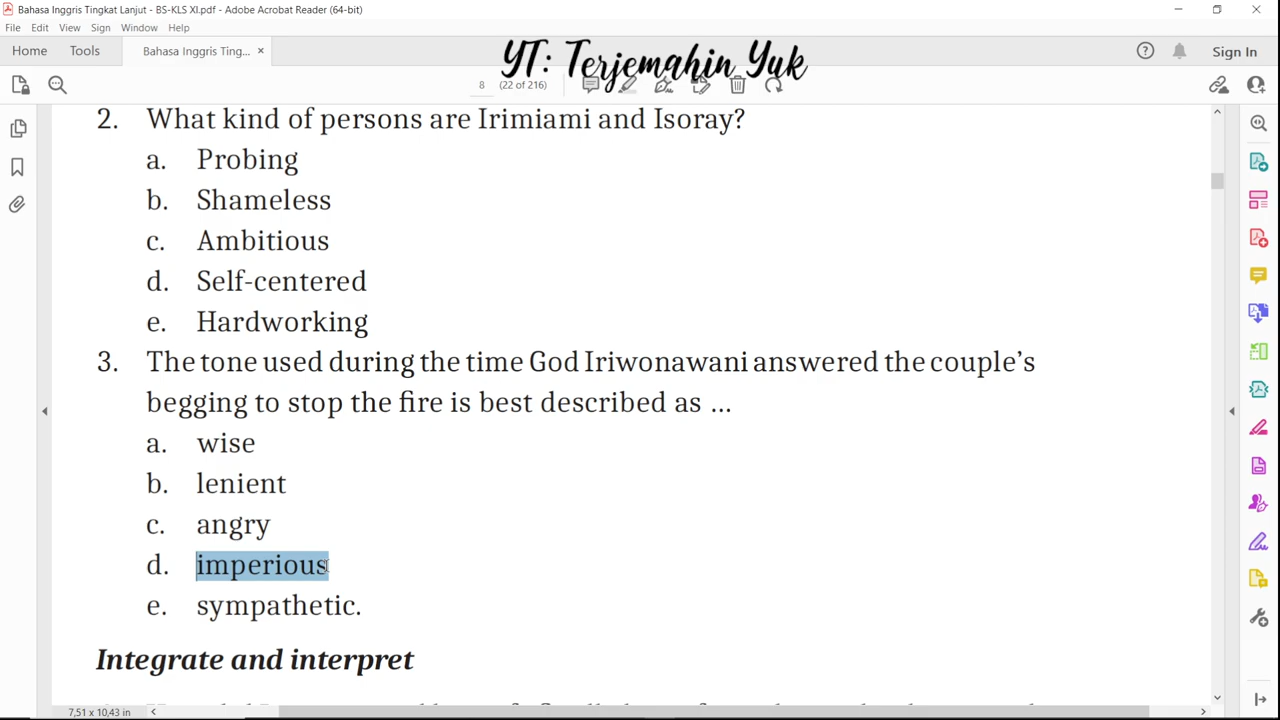 Bahasa Inggris Tingkat Lanjut - BS-KLS XI.pdf - Adobe Acrobat Reader (64-bit)
File Edit View Sign Window Help
Home Tools Bahasa Inggris Ting... × Sign In
YT: Terjemahin Yuk
8 (22 of 216)
2. What kind of persons are Irimiami and Isoray?
a. Probing
b. Shameless
c. Ambitious
d. Self-centered
e. Hardworking
3. The tone used during the time God Iriwonawani answered the couple’s
begging to stop the fire is best described as …
a. wise
b. lenient
c. angry
d. imperious
e. sympathetic.
Integrate and interpret
7,51 x 10,43 in